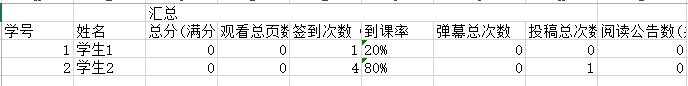 汇总
学号 姓名 总分(满分 观看总页数 签到次数 到课率 弹幕总次数 投稿总次数 阅读公告数(
1 学生1 0 0 1 20% 0 0 0
2 学生2 0 0 4 80% 0 1 0